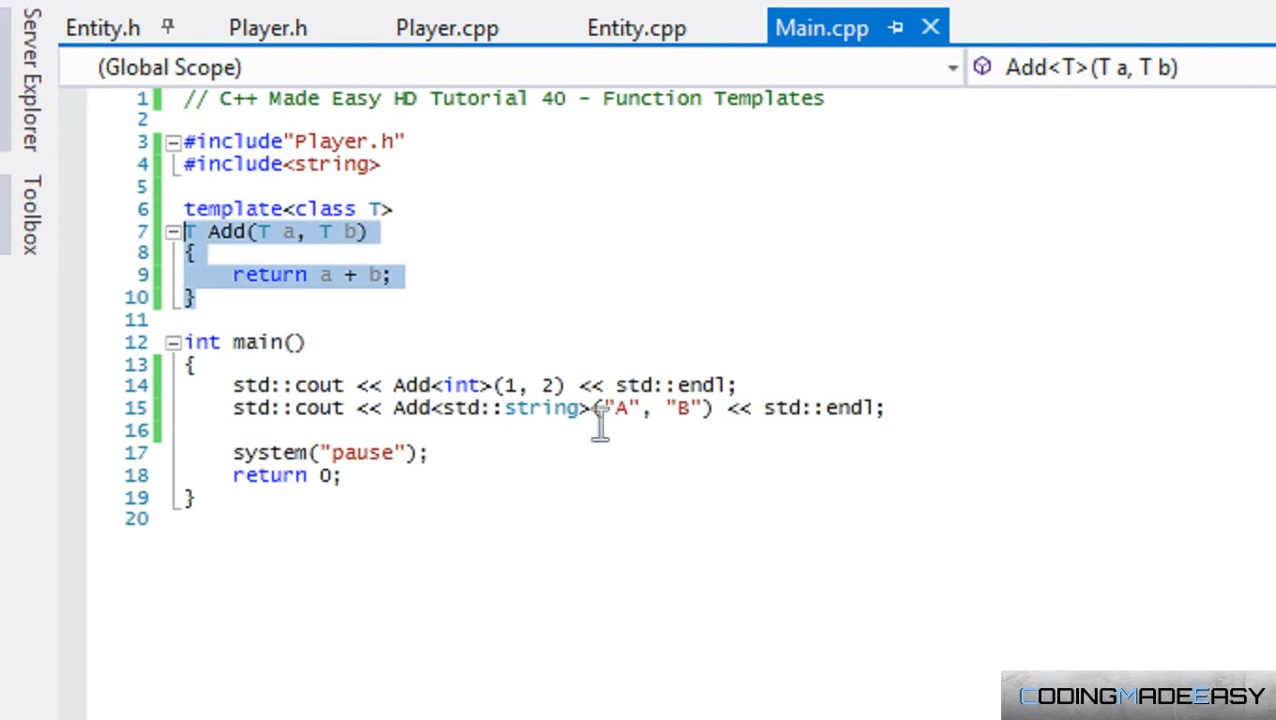 Server Explorer
Toolbox
Entity.h Player.h Player.cpp Entity.cpp Main.cpp
(Global Scope) Add<T>(T a, T b)
1 // C++ Made Easy HD Tutorial 40 - Function Templates
2
3 #include"Player.h"
4 #include<string>
5
6 template<class T>
7 T Add(T a, T b)
8 {
9 return a + b;
10 }
11
12 int main()
13 {
14 std::cout << Add<int>(1, 2) << std::endl;
15 std::cout << Add<std::string>("A", "B") << std::endl;
16
17 system("pause");
18 return 0;
19 }
20
CODINGMADEEASY